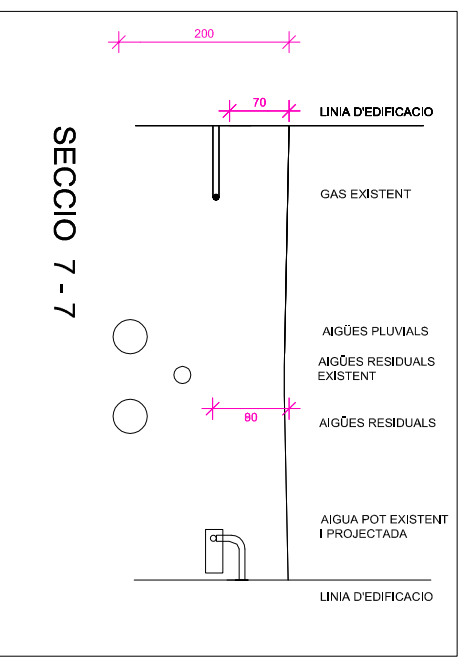 200
70
LINIA D'EDIFICACIO
SECCIO 7 - 7
GAS EXISTENT
AIGÜES PLUVIALS
AIGÜES RESIDUALS
EXISTENT
80
AIGÜES RESIDUALS
AIGUA POT EXISTENT
I PROJECTADA
LINIA D'EDIFICACIO